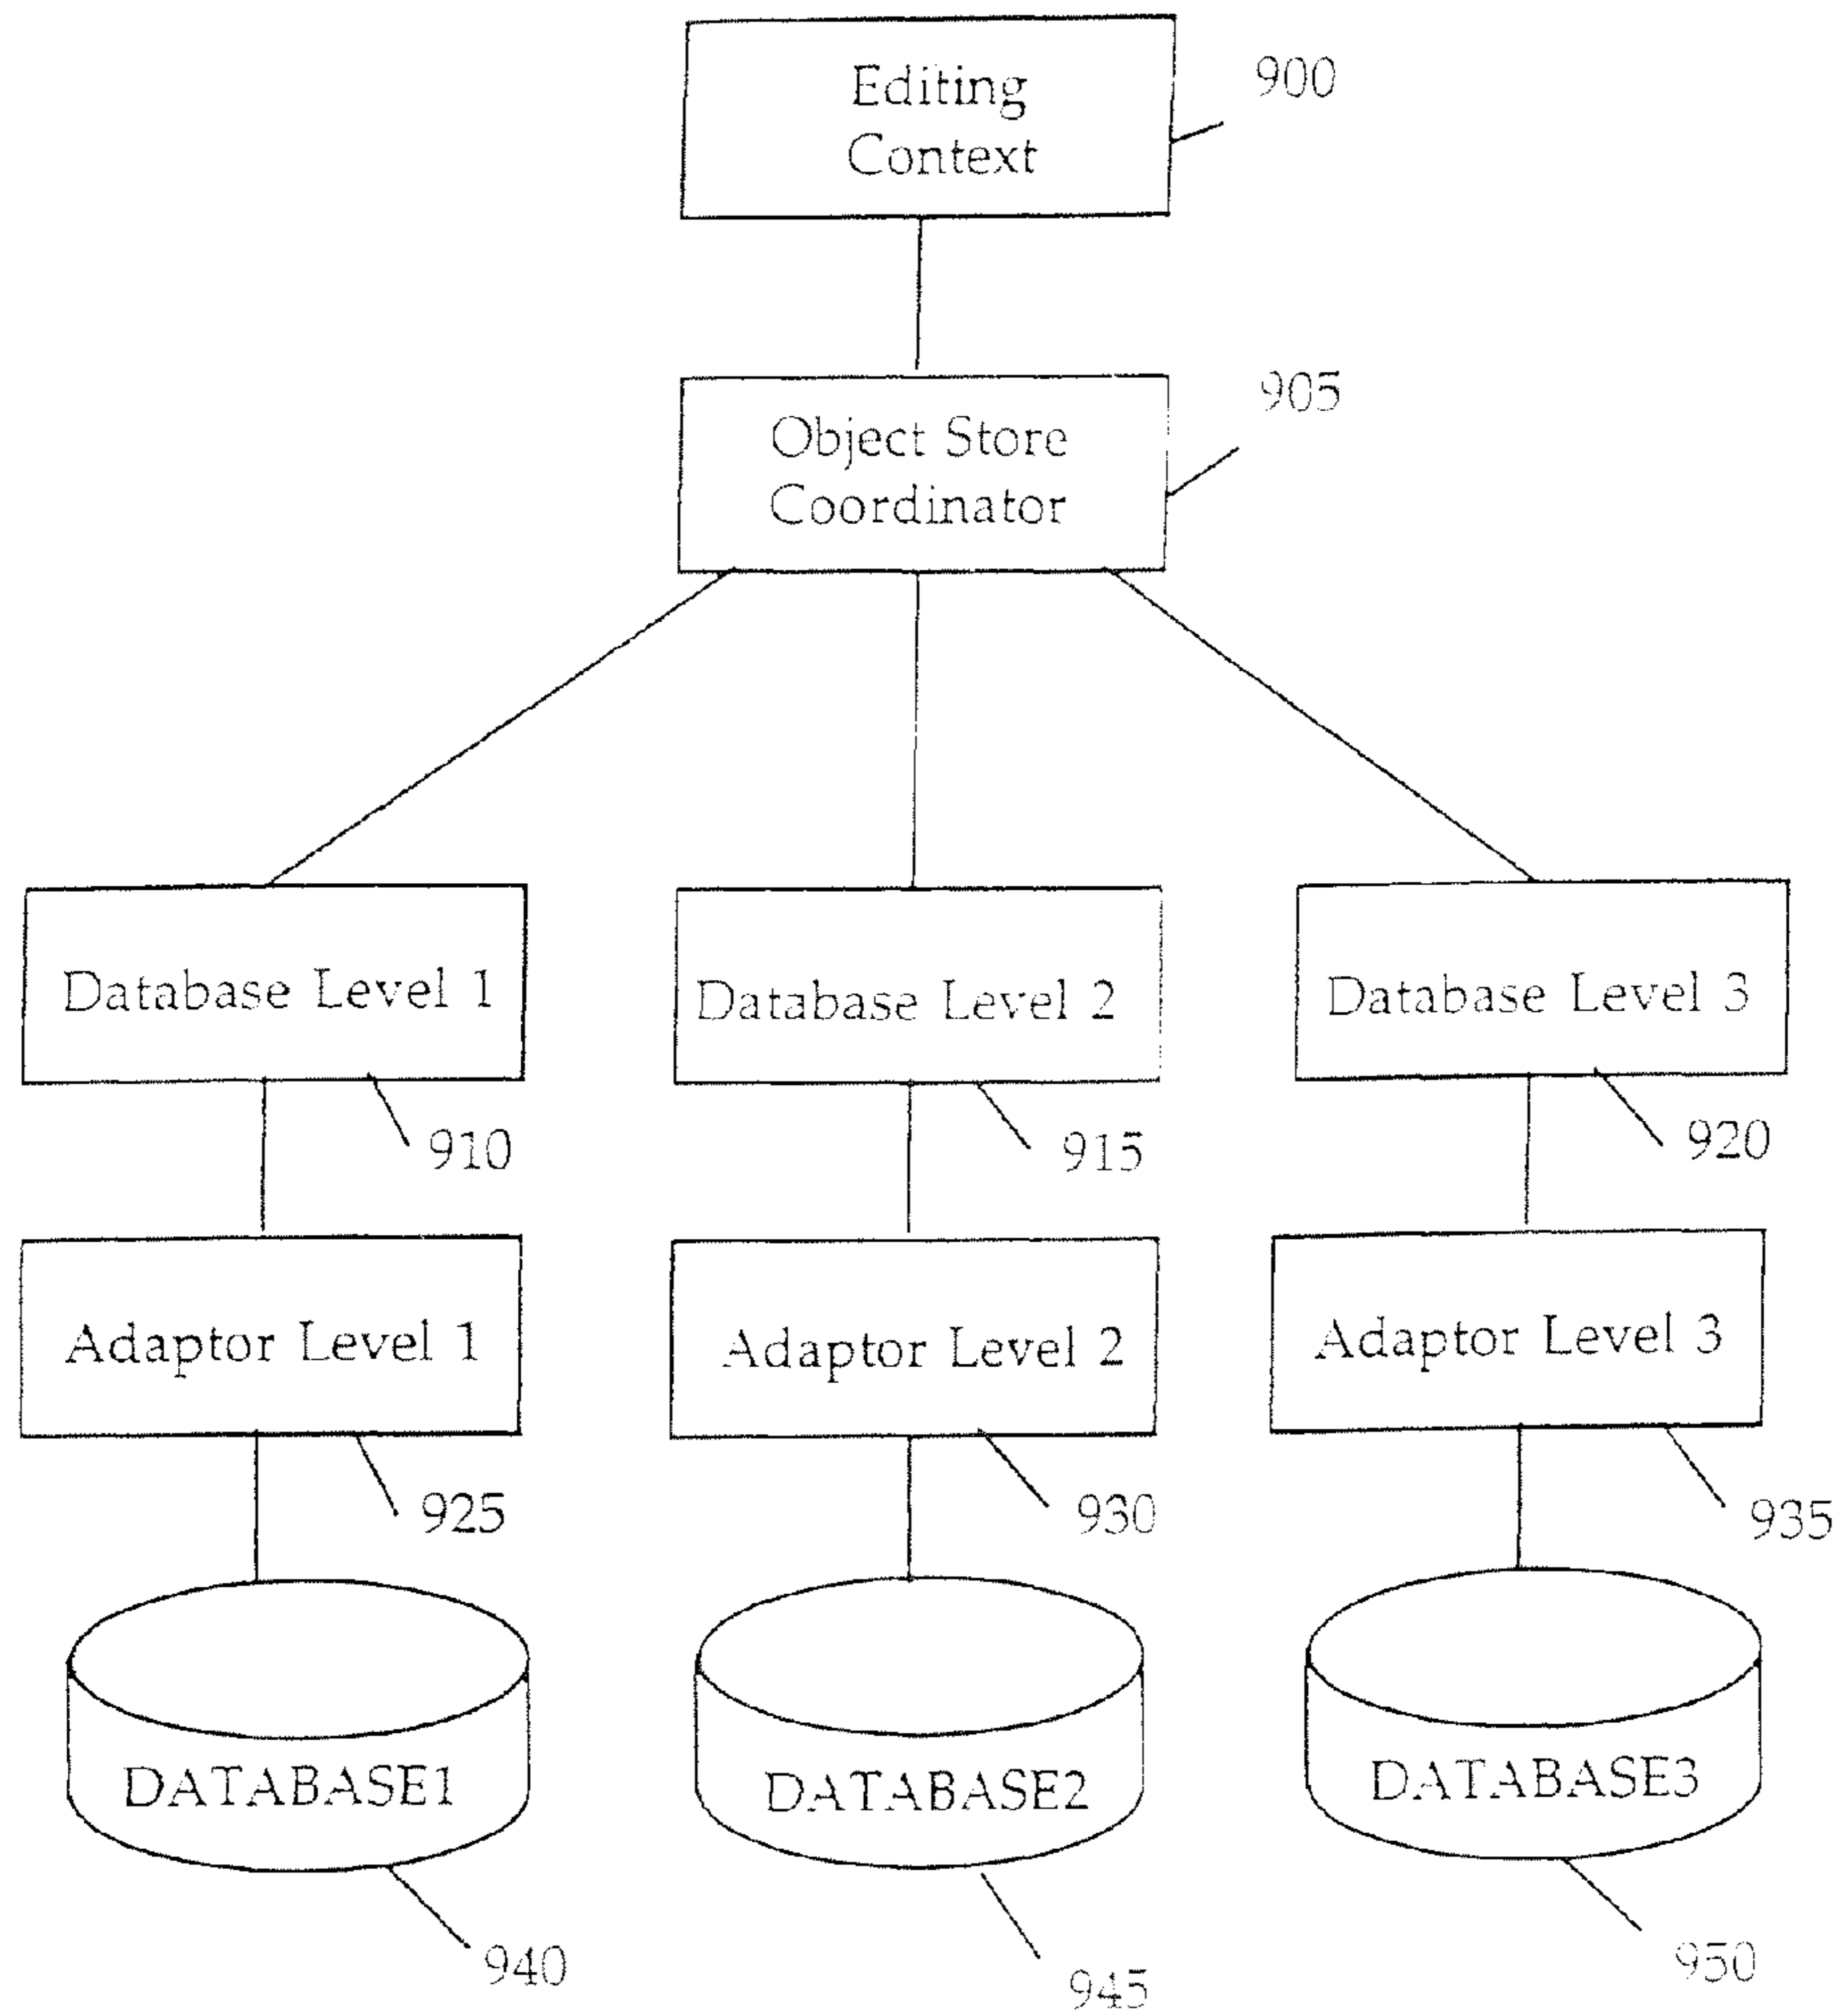 Editing
Context
900
Object Store
Coordinator
905
Database Level 1
Database Level 2
Database Level 3
910
915
920
Adaptor Level 1
Adaptor Level 2
Adaptor Level 3
925
930
935
DATABASE1
DATABASE2
DATABASE3
940
945
950